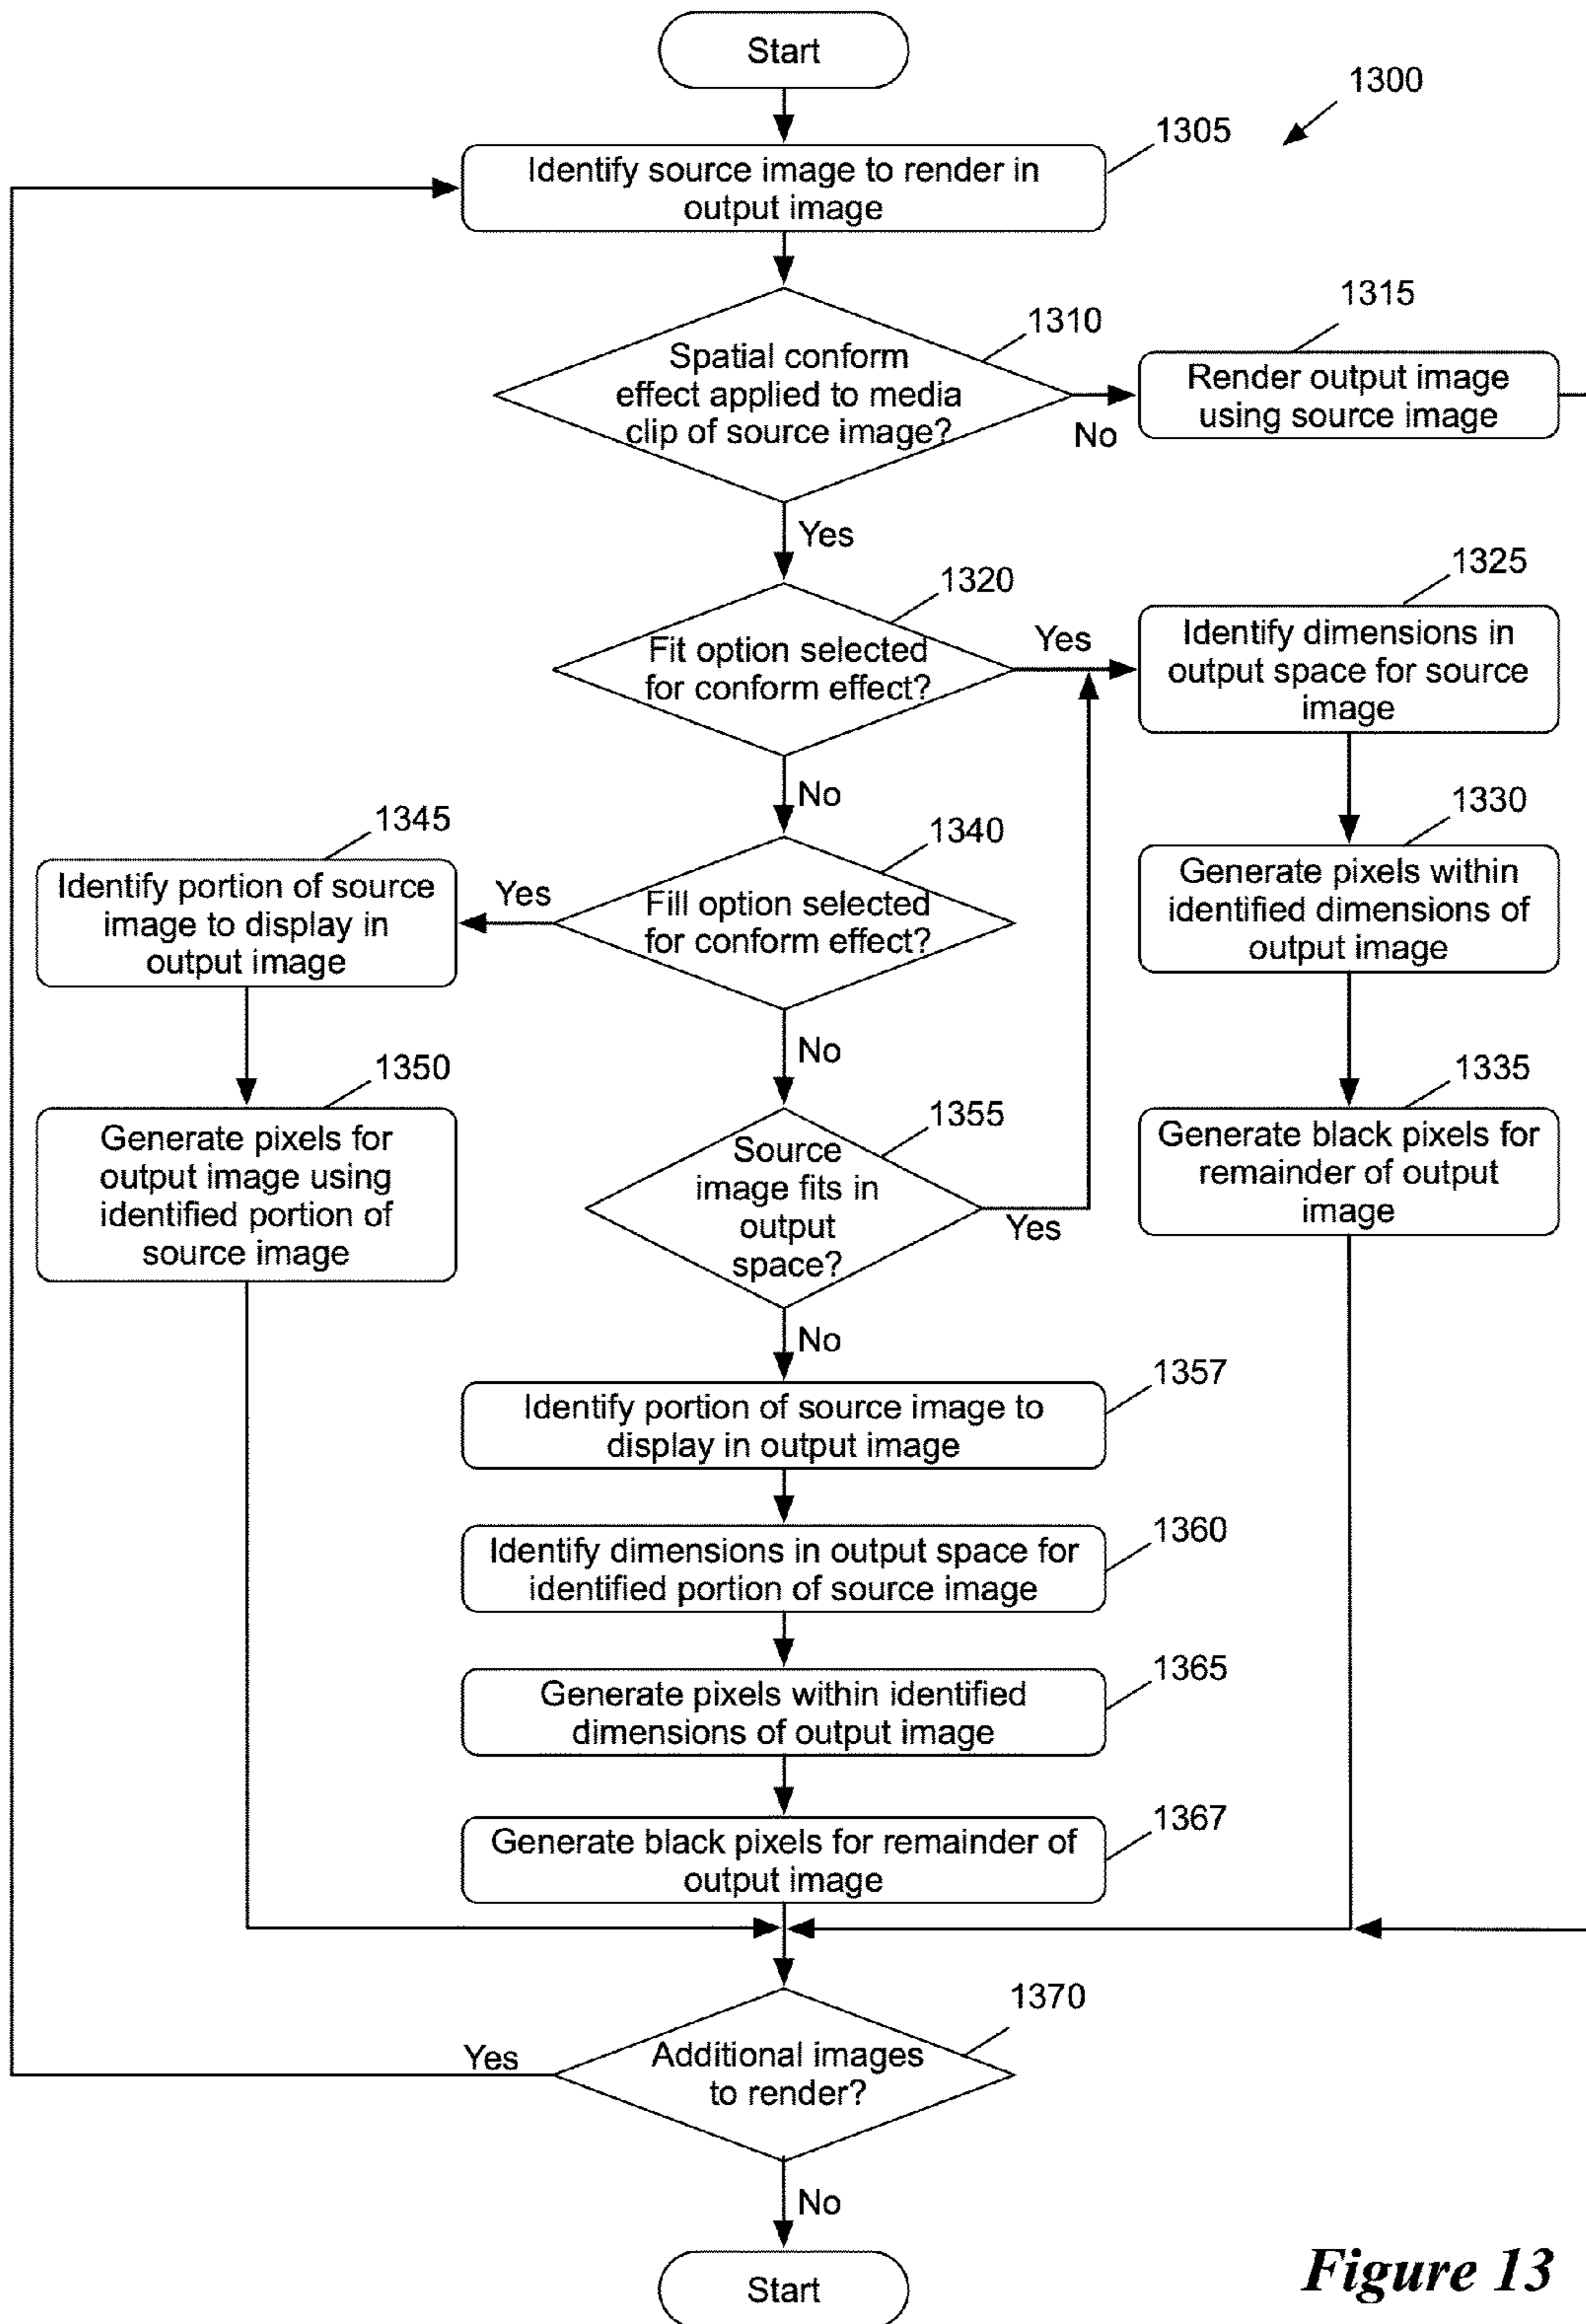 Start
1300
1305
Identify source image to render in
output image
1310
Spatial conform
effect applied to media
clip of source image?
No
1315
Render output image
using source image
Yes
1320
Fit option selected
for conform effect?
Yes
1325
Identify dimensions in
output space for source
image
No
1330
Generate pixels within
identified dimensions of
output image
1340
Fill option selected
for conform effect?
Yes
1345
Identify portion of source
image to display in
output image
No
1335
Generate black pixels for
remainder of output
image
1350
Generate pixels for
output image using
identified portion of
source image
1355
Source
image fits in
output
space?
Yes
No
1357
Identify portion of source image to
display in output image
1360
Identify dimensions in output space for
identified portion of source image
1365
Generate pixels within identified
dimensions of output image
1367
Generate black pixels for remainder of
output image
1370
Additional images
to render?
Yes
No
Start
Figure 13